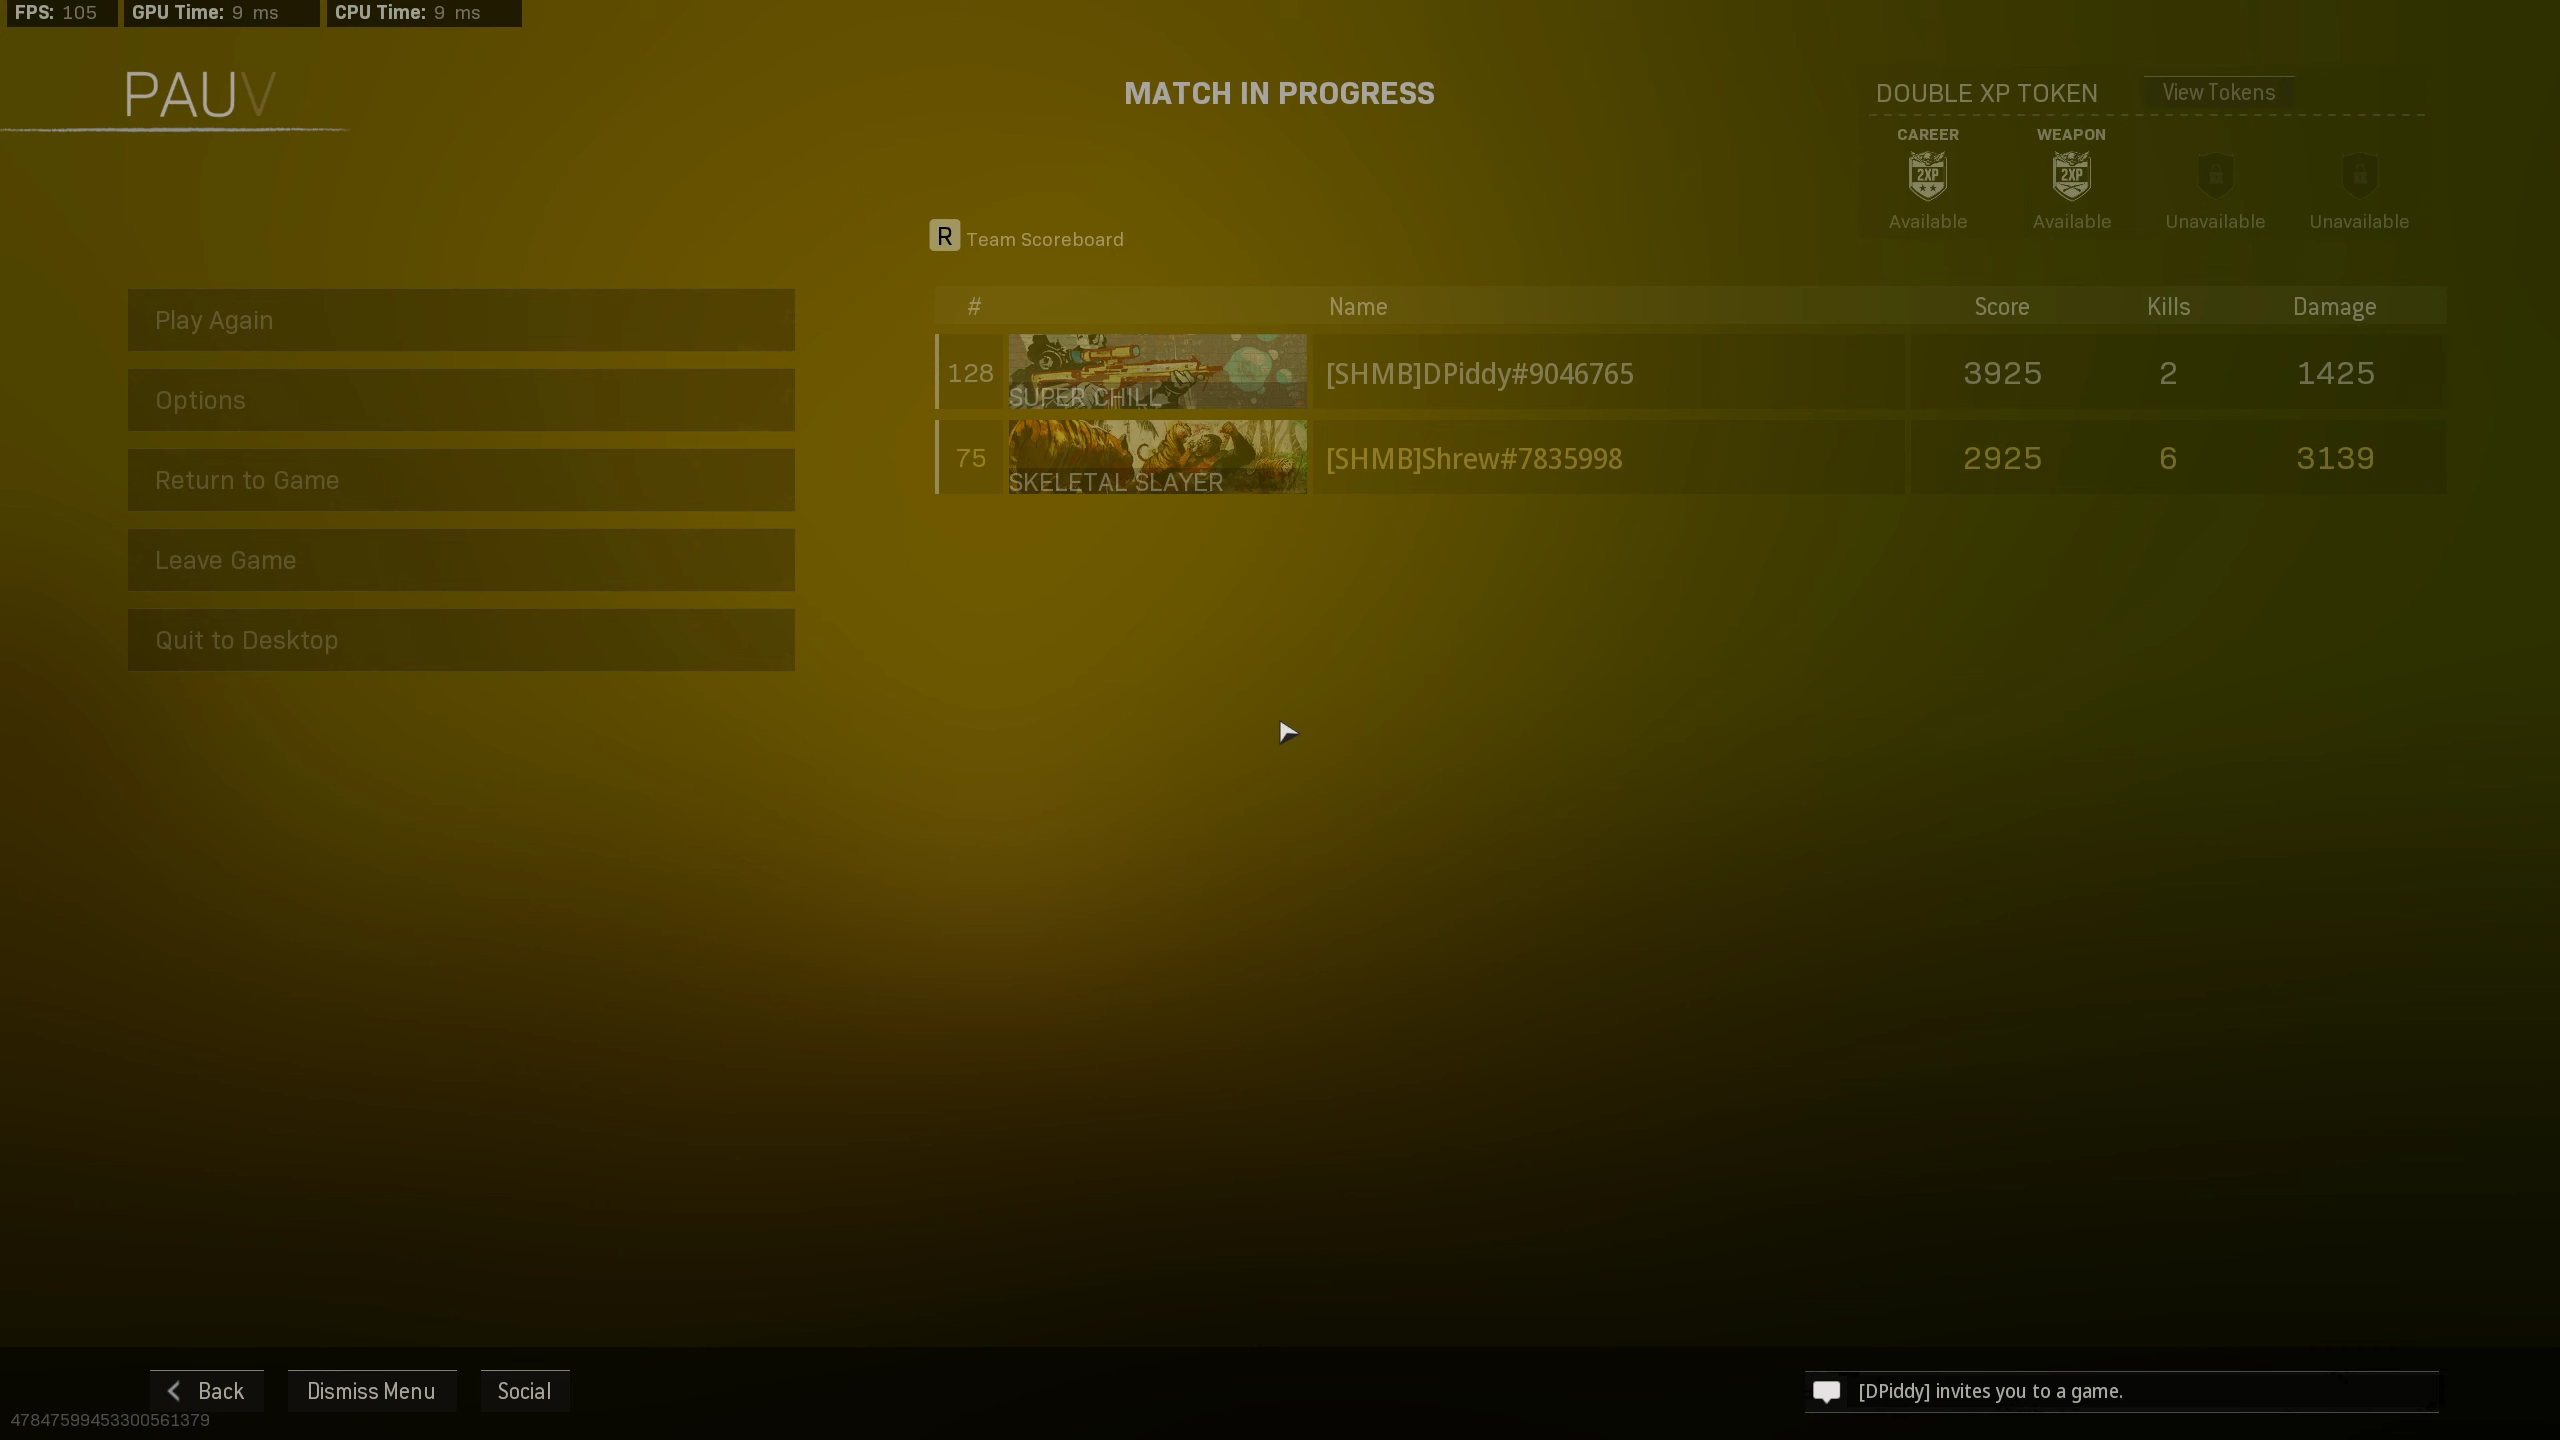 FPS: 105 GPU Time: 9 ms CPU Time: 9 ms
PAUV
MATCH IN PROGRESS
DOUBLE XP TOKEN View Tokens
CAREER WEAPON
2XP 2XP
Available Available Unavailable Unavailable
R Team Scoreboard
Play Again
Options
Return to Game
Leave Game
Quit to Desktop
# Name Score Kills Damage
128 SUPER CHILL [SHMB]DPiddy#9046765 3925 2 1425
75 SKELETAL SLAYER [SHMB]Shrew#7835998 2925 6 3139
Back Dismiss Menu Social
[DPiddy] invites you to a game.
47847599453300561379